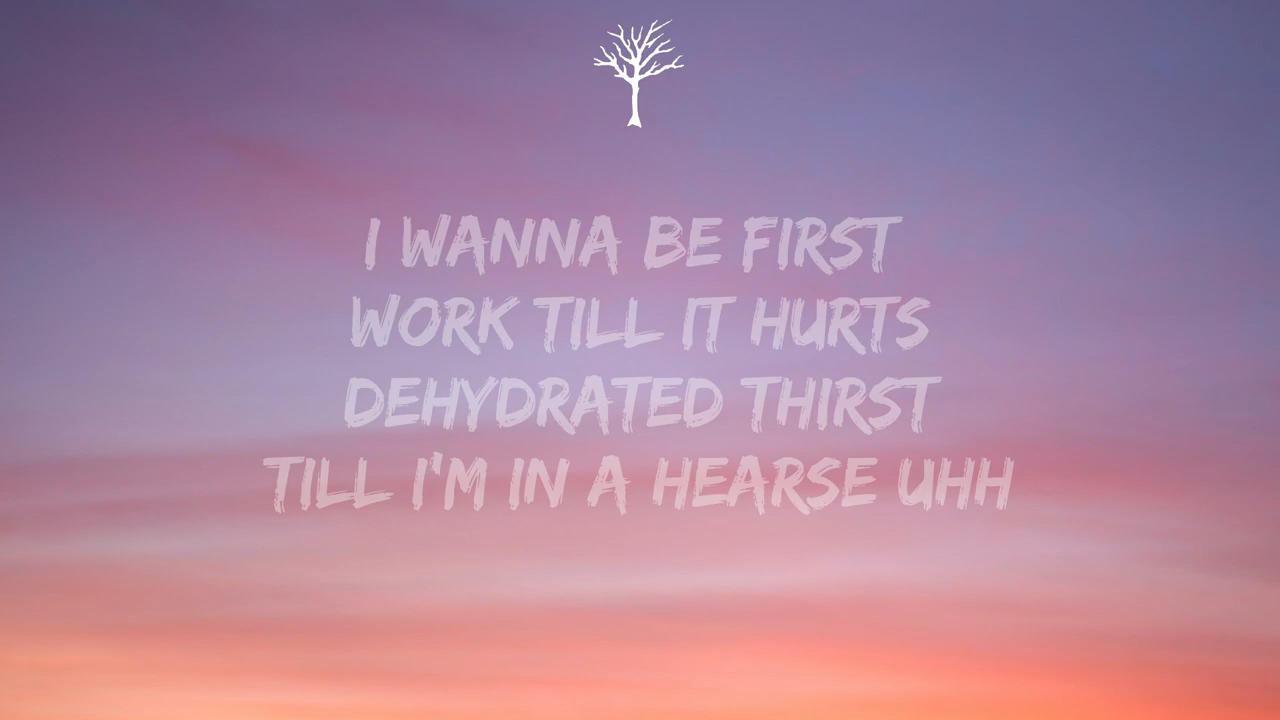 I WANNA BE FIRST
WORK TILL IT HURTS
DEHYDRATED THIRST
TILL I'M IN A HEARSE UHH